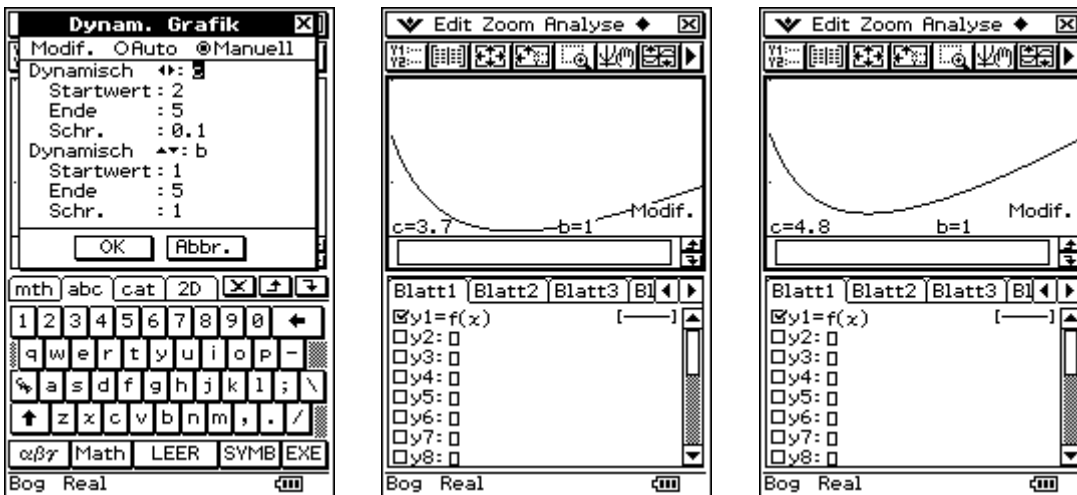 Dynam. Grafik
Modif. Auto Manuell
Dynamisch : c
Startwert : 2
Ende : 5
Schr. : 0.1
Dynamisch : b
Startwert : 1
Ende : 5
Schr. : 1
OK Abbr.
mth abc cat 2D
1 2 3 4 5 6 7 8 9 0
q w e r t y u i o p -
a s d f g h j k l ; \
z x c v b n m , . /
αβγ Math LEER SYMB EXE
Bog Real
Edit Zoom Analyse
Y1:...
Y2:...
Modif.
c=3.7 b=1
Blatt1 Blatt2 Blatt3 Bl
y1=f(x) [—]
y2:
y3:
y4:
y5:
y6:
y7:
y8:
Bog Real
Edit Zoom Analyse
Y1:...
Y2:...
Modif.
c=4.8 b=1
Blatt1 Blatt2 Blatt3 Bl
y1=f(x) [—]
y2:
y3:
y4:
y5:
y6:
y7:
y8:
Bog Real